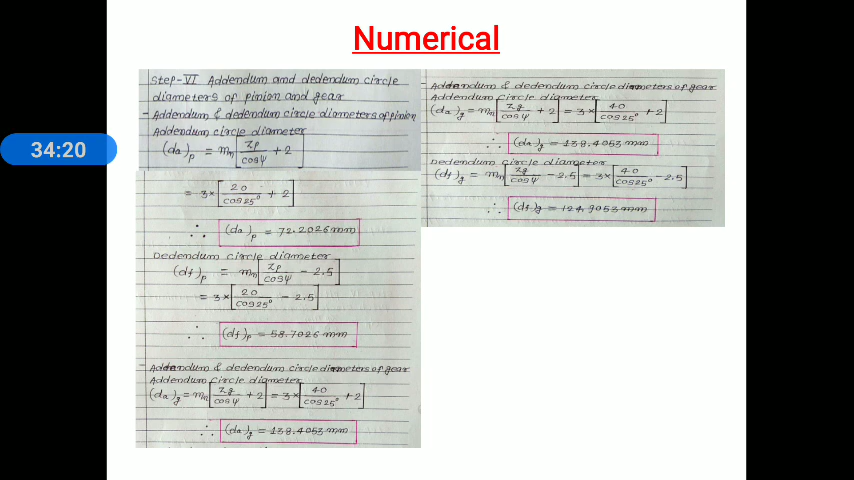 Numerical
34:20
Step-VI Addendum and dedendum circle
diameters of pinion and gear
- Addendum & dedendum circle diameters of pinion
Addendum circle diameter
(da)p = mn[zp/cosψ + 2]
= 3×[20/cos25° + 2]
∴ (da)p = 72.2026mm
Dedendum circle diameter
(df)p = mn[zp/cosψ - 2.5]
= 3×[20/cos25° - 2.5]
∴ (df)p = 58.7026 mm
- Addendum & dedendum circle diameters of gear
Addendum circle diameter
(da)g = mn[zg/cosψ + 2] = 3×[40/cos25° + 2]
∴ (da)g = 138.4053 mm
Addendum & dedendum circle diameters of gear
Addendum circle diameter
(da)g = mn[zg/cosψ + 2] = 3×[40/cos25° + 2]
∴ (da)g = 138.4053 mm
Dedendum circle diameter
(df)g = mn[zg/cosψ - 2.5] = 3×[40/cos25° - 2.5]
∴ (df)g = 124.9053 mm